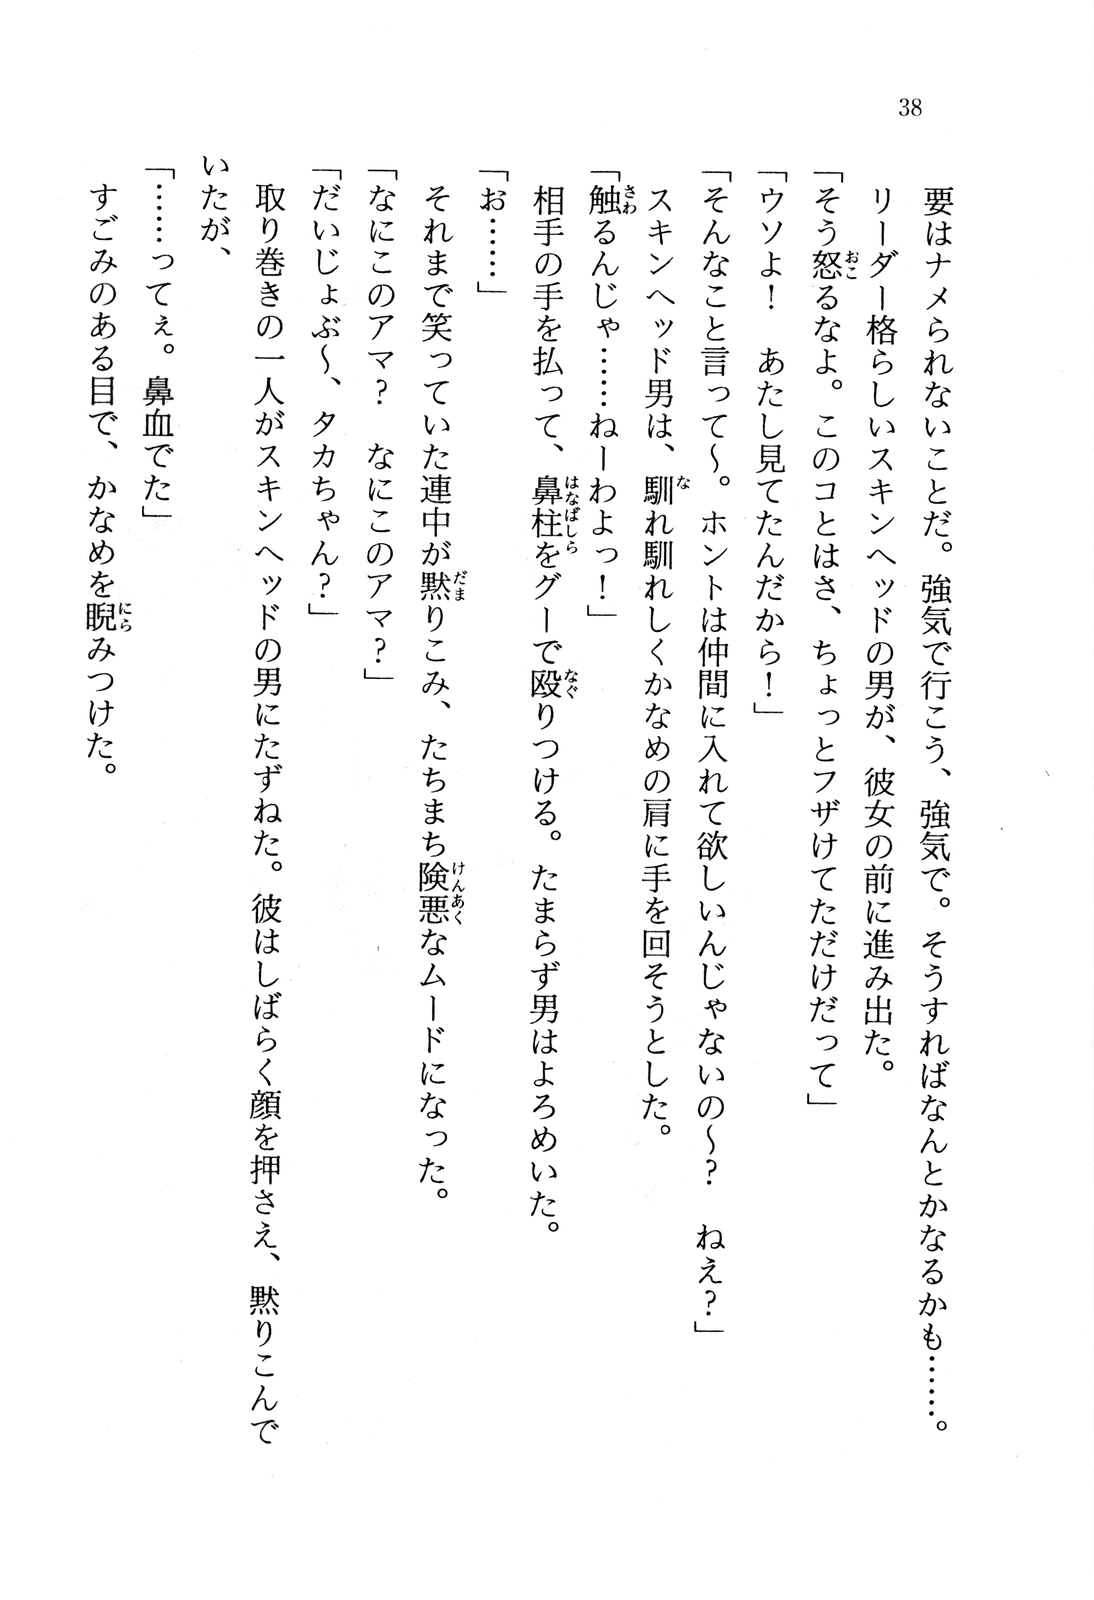 38
要はナメられないことだ。強気で行こう、強気で。そうすればなんとかなるかも……。
リーダー格らしいスキンヘッドの男が、彼女の前に進み出た。
「そう怒るなよ。このコとはさ、ちょっとフザけてただけだって」
「ウソよ！　あたし見てたんだから！」
「そんなこと言って〜。ホントは仲間に入れて欲しいんじゃないの〜？　ねえ？」
スキンヘッド男は、馴れ馴れしくかなめの肩に手を回そうとした。
「触るんじゃ……ねーわよっ！」
相手の手を払って、鼻柱をグーで殴りつける。たまらず男はよろめいた。
「お……」
それまで笑っていた連中が黙りこみ、たちまち険悪なムードになった。
「なにこのアマ？　なにこのアマ？」
「だいじょぶ〜、タカちゃん？」
取り巻きの一人がスキンヘッドの男にたずねた。彼はしばらく顔を押さえ、黙りこんで
いたが、
「……ってぇ。鼻血でた」
すごみのある目で、かなめを睨みつけた。